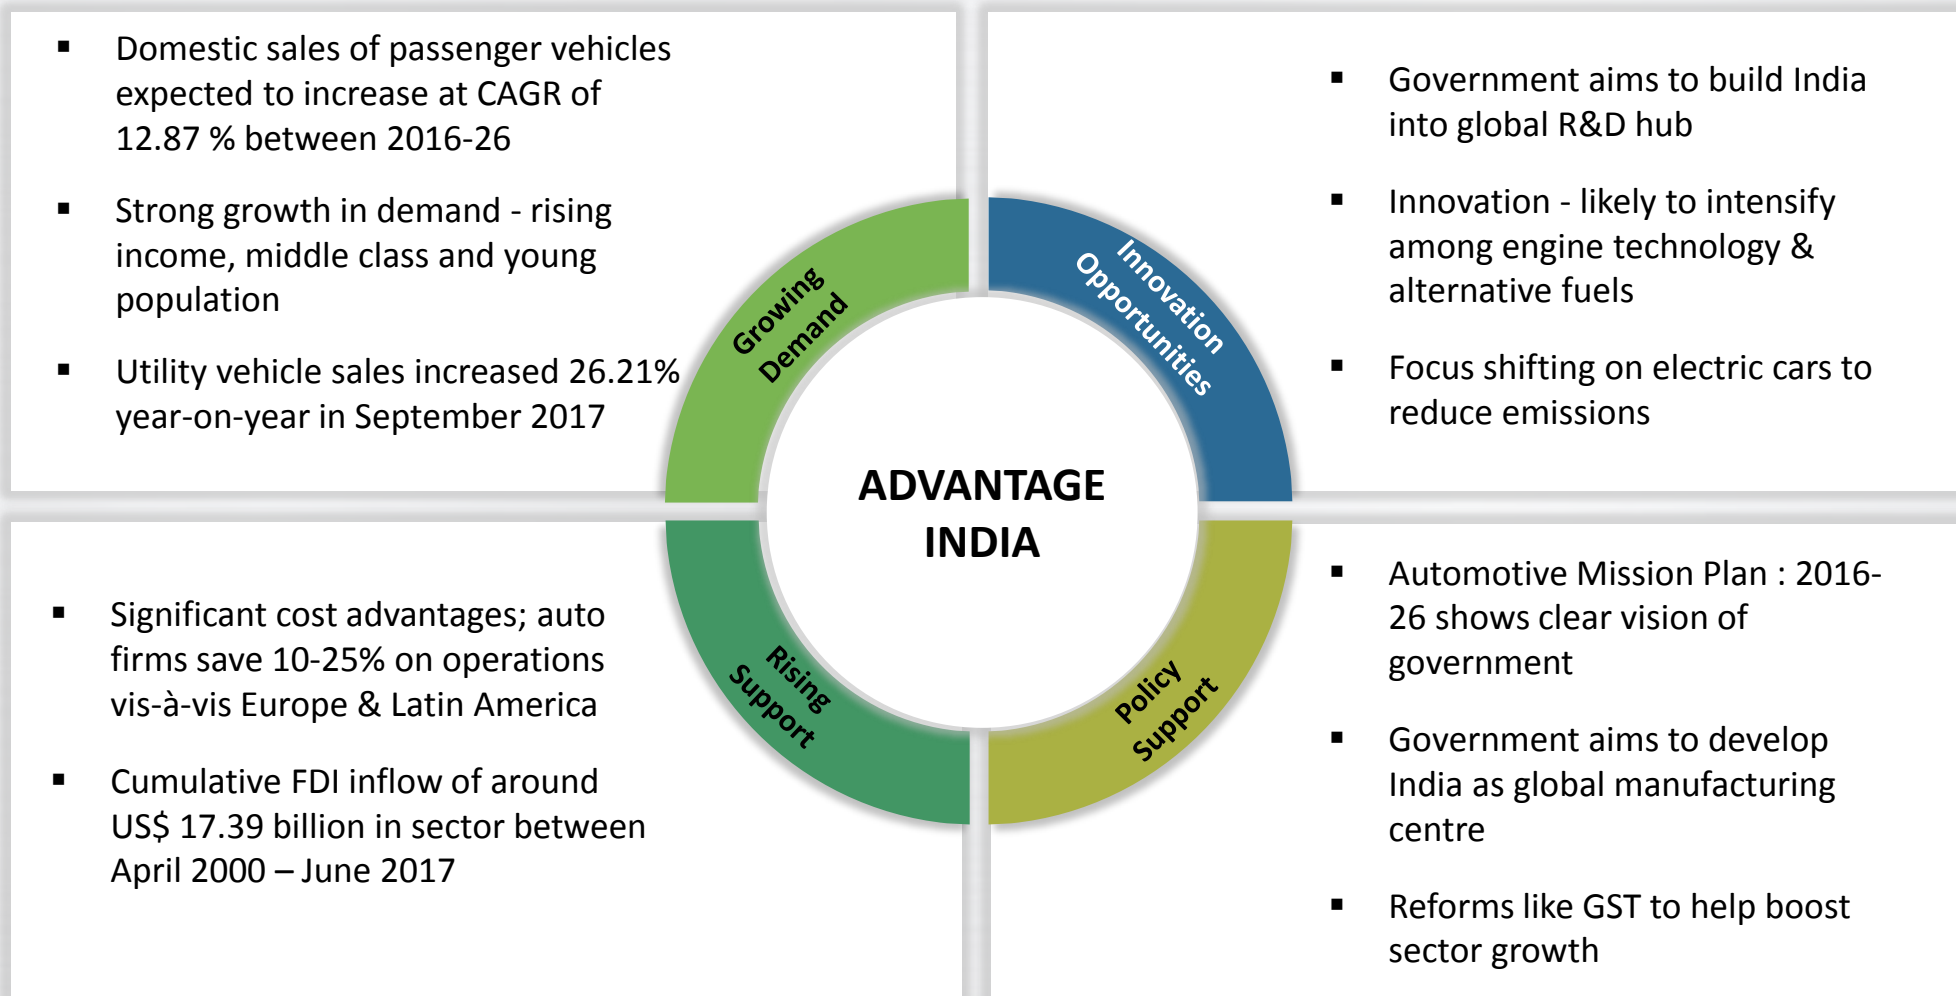 ▪ Domestic sales of passenger vehicles
expected to increase at CAGR of
12.87 % between 2016-26
▪ Strong growth in demand - rising
income, middle class and young
population
▪ Utility vehicle sales increased 26.21%
year-on-year in September 2017
▪ Government aims to build India
into global R&D hub
▪ Innovation - likely to intensify
among engine technology &
alternative fuels
▪ Focus shifting on electric cars to
reduce emissions
Growing
Demand
Innovation
Opportunities
ADVANTAGE
INDIA
Rising
Support
Policy
Support
▪ Significant cost advantages; auto
firms save 10-25% on operations
vis-à-vis Europe & Latin America
▪ Cumulative FDI inflow of around
US$ 17.39 billion in sector between
April 2000 – June 2017
▪ Automotive Mission Plan : 2016-
26 shows clear vision of
government
▪ Government aims to develop
India as global manufacturing
centre
▪ Reforms like GST to help boost
sector growth